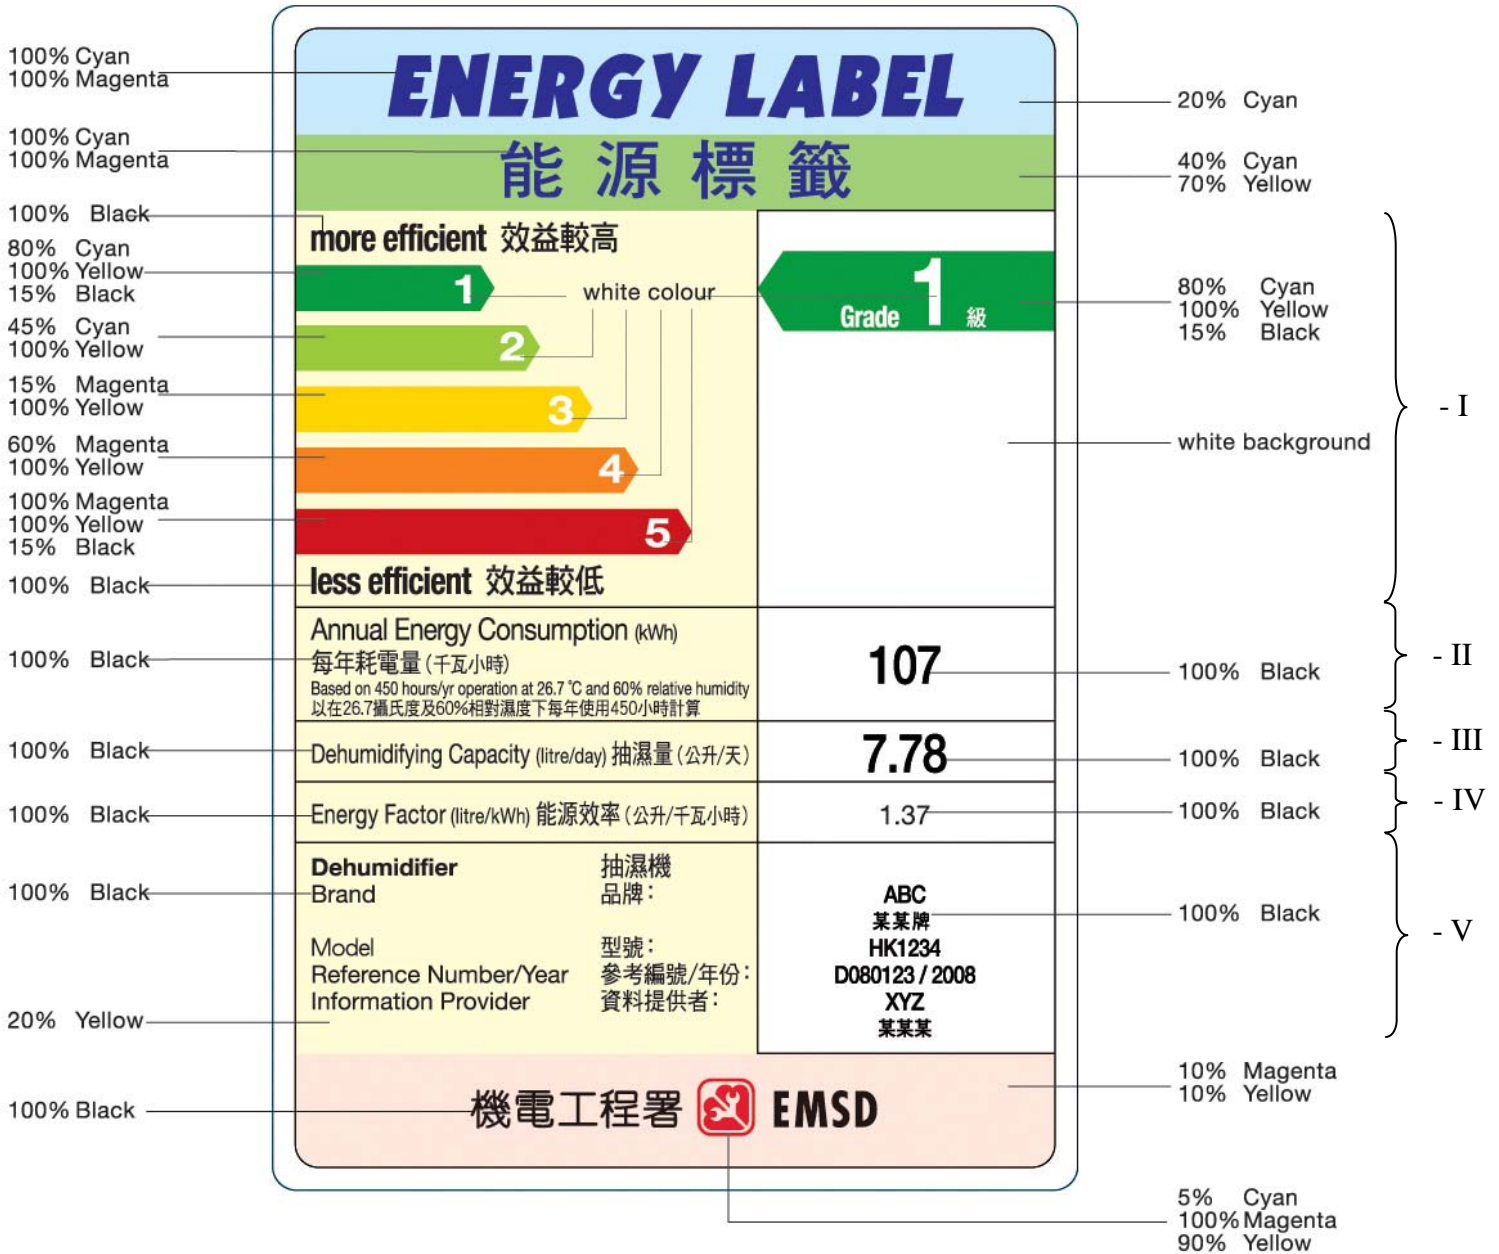 100% Cyan
100% Magenta
100% Cyan
100% Magenta
100% Black
80% Cyan
100% Yellow
15% Black
45% Cyan
100% Yellow
15% Magenta
100% Yellow
60% Magenta
100% Yellow
100% Magenta
100% Yellow
15% Black
100% Black
100% Black
100% Black
100% Black
100% Black
20% Yellow
100% Black
ENERGY LABEL
能源標籤
more efficient 效益較高
1
white colour
2
3
4
5
less efficient 效益較低
1
Grade 級
Annual Energy Consumption (kWh)
每年耗電量(千瓦小時)
Based on 450 hours/yr operation at 26.7 °C and 60% relative humidity
以在26.7攝氏度及60%相對濕度下每年使用450小時計算
107
Dehumidifying Capacity (litre/day) 抽濕量(公升/天)
7.78
Energy Factor (litre/kWh) 能源效率(公升/千瓦小時)
1.37
Dehumidifier 抽濕機
Brand 品牌:
ABC
某某牌
Model 型號:
HK1234
Reference Number/Year 參考編號/年份:
D080123 / 2008
Information Provider 資料提供者:
XYZ
某某某
機電工程署 EMSD
20% Cyan
40% Cyan
70% Yellow
80% Cyan
100% Yellow
15% Black
white background
100% Black
100% Black
100% Black
100% Black
10% Magenta
10% Yellow
5% Cyan
100% Magenta
90% Yellow
- I
- II
- III
- IV
- V